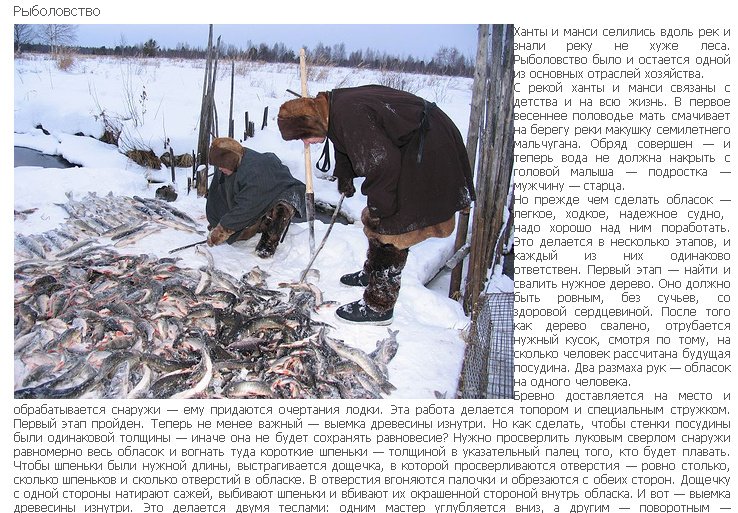 Рыболовство
Ханты и манси селились вдоль рек и
знали реку не хуже леса.
Рыболовство было и остается одной
из основных отраслей хозяйства.
С рекой ханты и манси связаны с
детства и на всю жизнь. В первое
весеннее половодье мать смачивает
на берегу реки макушку семилетнего
мальчугана. Обряд совершен — и
теперь вода не должна накрыть с
головой малыша — подростка —
мужчину — старца.
Но прежде чем сделать обласок —
легкое, ходкое, надежное судно,
надо хорошо над ним поработать.
Это делается в несколько этапов, и
каждый из них одинаково
ответствен. Первый этап — найти и
свалить нужное дерево. Оно должно
быть ровным, без сучьев, со
здоровой сердцевиной. После того
как дерево свалено, отрубается
нужный кусок, смотря по тому, на
сколько человек рассчитана будущая
посудина. Два размаха рук — обласок
на одного человека.
Бревно доставляется на место и
обрабатывается снаружи — ему придаются очертания лодки. Эта работа делается топором и специальным стружком.
Первый этап пройден. Теперь не менее важный — выемка древесины изнутри. Но как сделать, чтобы стенки посудины
были одинаковой толщины — иначе она не будет сохранять равновесие? Нужно просверлить луковым сверлом снаружи
равномерно весь обласок и вогнать туда короткие шпеньки — толщиной в указательный палец того, кто будет плавать.
Чтобы шпеньки были нужной длины, выстрагивается дощечка, в которой просверливаются отверстия — ровно столько,
сколько шпеньков и сколько отверстий в обласке. В отверстия вгоняются палочки и обрезаются с обеих сторон. Дощечку
с одной стороны натирают сажей, выбивают шпеньки и вбивают их окрашенной стороной внутрь обласка. И вот — выемка
древесины изнутри. Это делается двумя теслами: одним мастер углубляется вниз, а другим — поворотным —